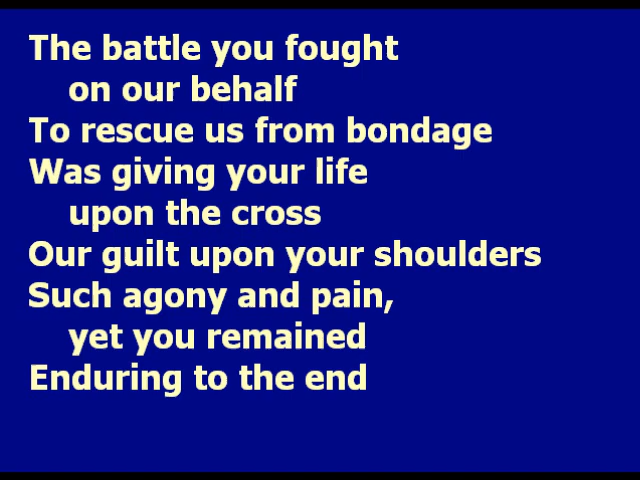 The battle you fought
on our behalf
To rescue us from bondage
Was giving your life
upon the cross
Our guilt upon your shoulders
Such agony and pain,
yet you remained
Enduring to the end